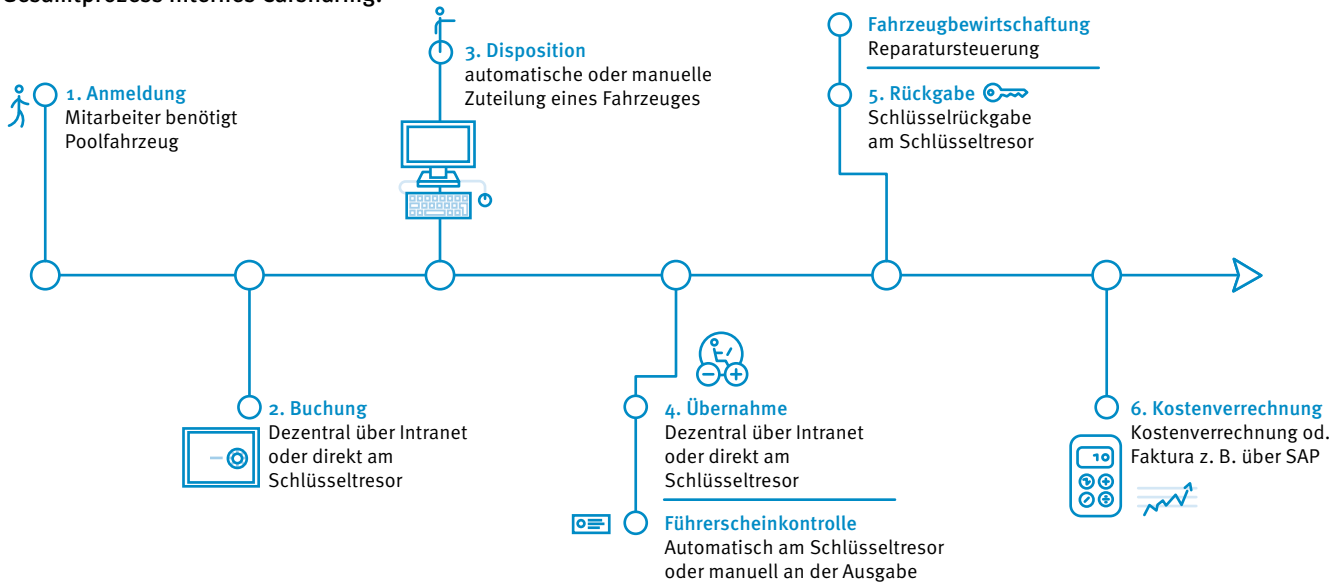 Gesamtprozess internes Carsharing:
1. Anmeldung
Mitarbeiter benötigt
Poolfahrzeug
2. Buchung
Dezentral über Intranet
oder direkt am
Schlüsseltresor
3. Disposition
automatische oder manuelle
Zuteilung eines Fahrzeuges
4. Übernahme
Dezentral über Intranet
oder direkt am
Schlüsseltresor
Führerscheinkontrolle
Automatisch am Schlüsseltresor
oder manuell an der Ausgabe
Fahrzeugbewirtschaftung
Reparatursteuerung
5. Rückgabe
Schlüsselrückgabe
am Schlüsseltresor
6. Kostenverrechnung
Kostenverrechnung od.
Faktura z. B. über SAP
10